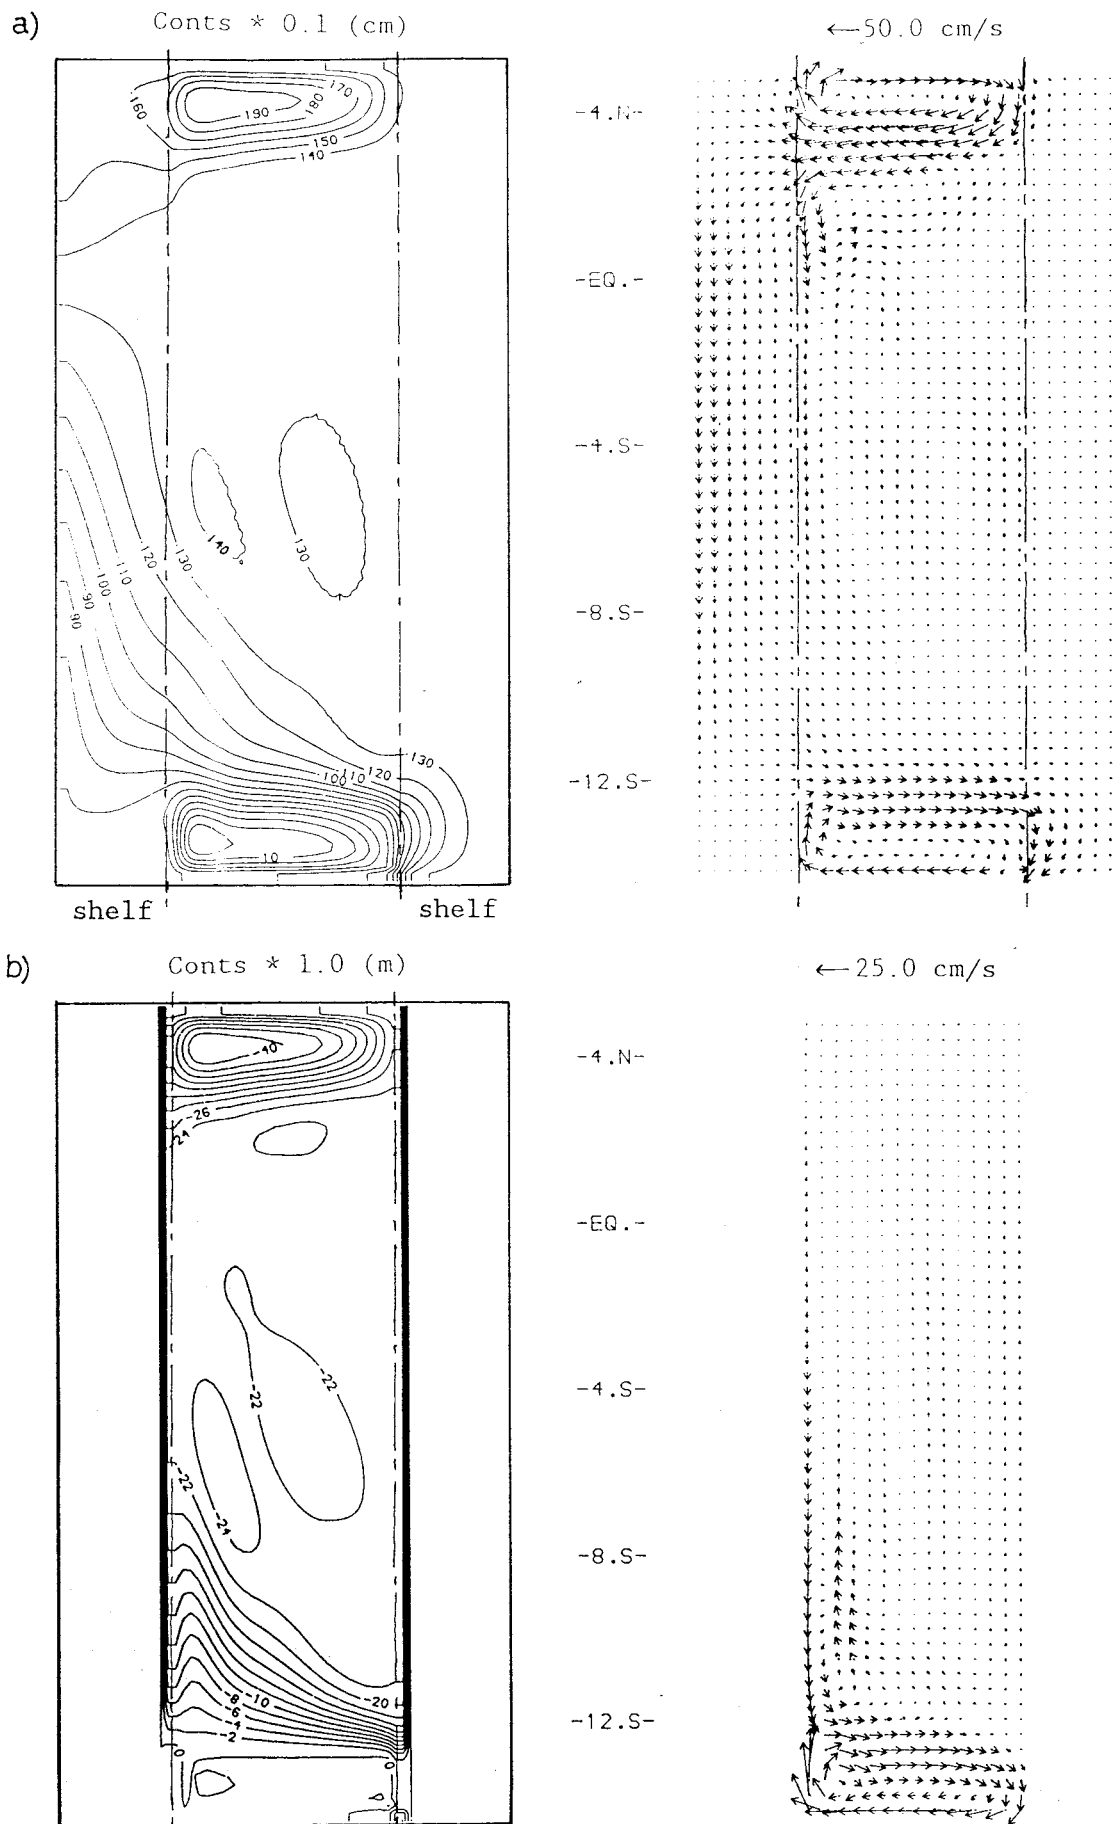 a)
Conts * 0.1 (cm)
←50.0 cm/s
160
170
180
190
150
140
-4.N-
-EQ.-
-4.S-
140
130
130
120
110
100
90
80
-8.S-
130
120
110
100
-12.S-
10
shelf
shelf
b)
Conts * 1.0 (m)
←25.0 cm/s
-40
-4.N-
-26
-24
-EQ.-
-22
-22
-4.S-
-22
-24
-8.S-
-20
-10
-8
-6
-4
-2
-12.S-
0
0